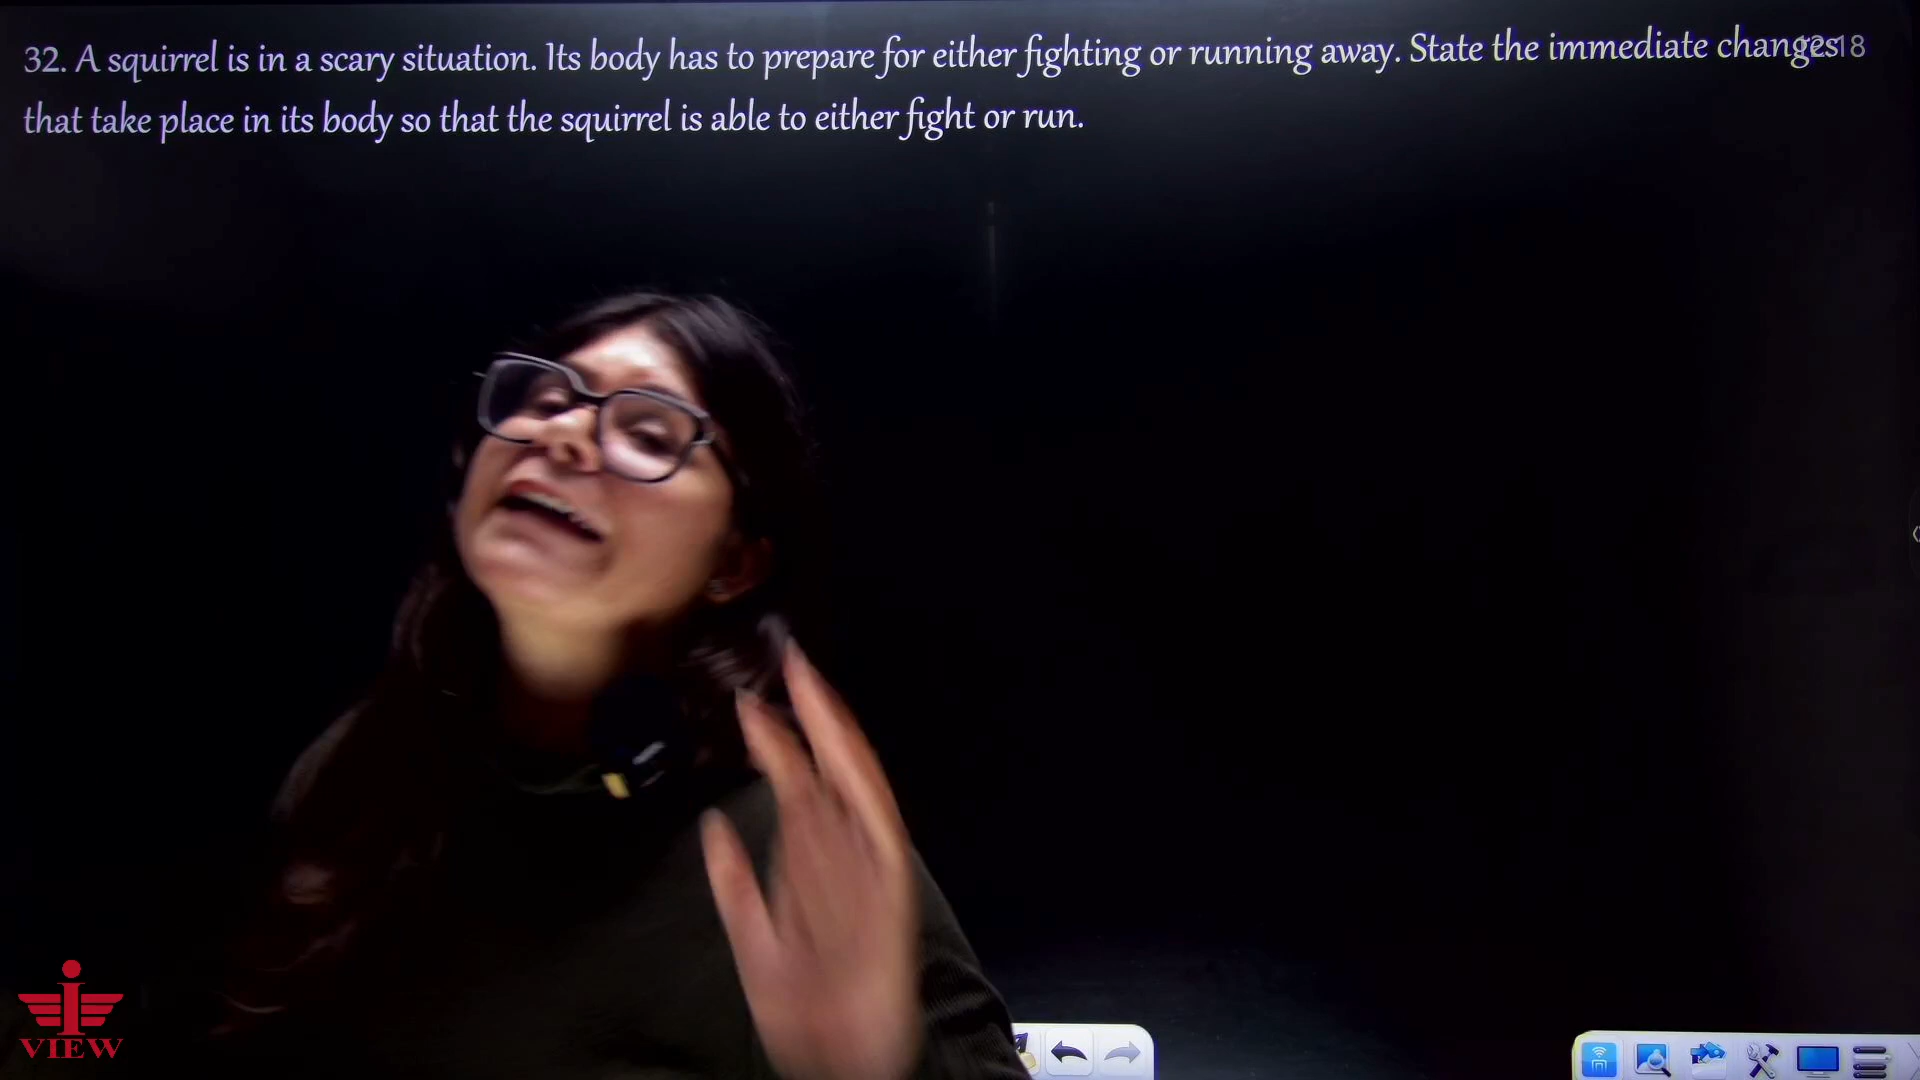 32. A squirrel is in a scary situation. Its body has to prepare for either fighting or running away. State the immediate changes 12:18
that take place in its body so that the squirrel is able to either fight or run.
VIEW